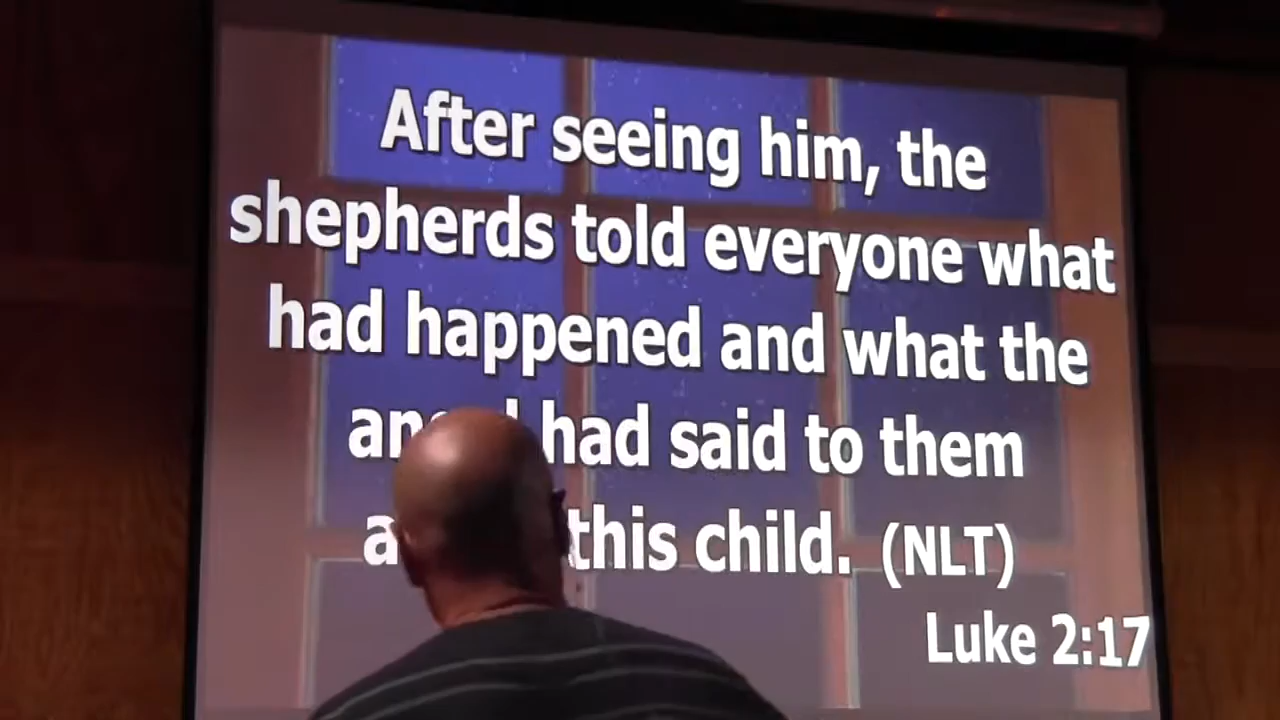 After seeing him, the
shepherds told everyone what
had happened and what the
had said to them
this child. (NLT)
Luke 2:17